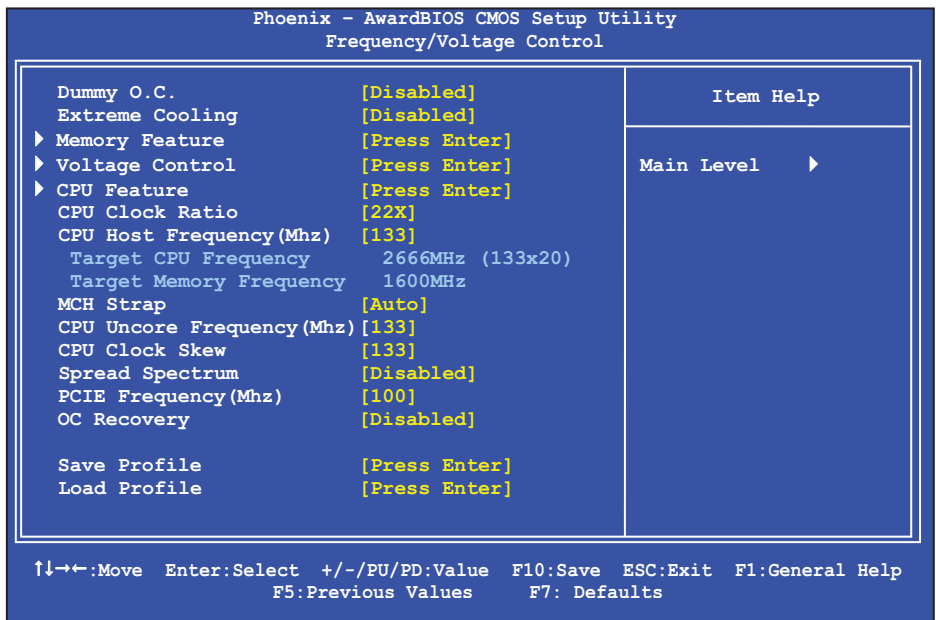 Phoenix – AwardBIOS CMOS Setup Utility
Frequency/Voltage Control
Dummy O.C. [Disabled]
Extreme Cooling [Disabled]
Memory Feature [Press Enter]
Voltage Control [Press Enter]
CPU Feature [Press Enter]
CPU Clock Ratio [22X]
CPU Host Frequency(Mhz) [133]
Target CPU Frequency 2666MHz (133x20)
Target Memory Frequency 1600MHz
MCH Strap [Auto]
CPU Uncore Frequency(Mhz) [133]
CPU Clock Skew [133]
Spread Spectrum [Disabled]
PCIE Frequency(Mhz) [100]
OC Recovery [Disabled]
Save Profile [Press Enter]
Load Profile [Press Enter]
Item Help
Main Level
↑↓→←:Move Enter:Select +/-/PU/PD:Value F10:Save ESC:Exit F1:General Help
F5:Previous Values F7: Defaults